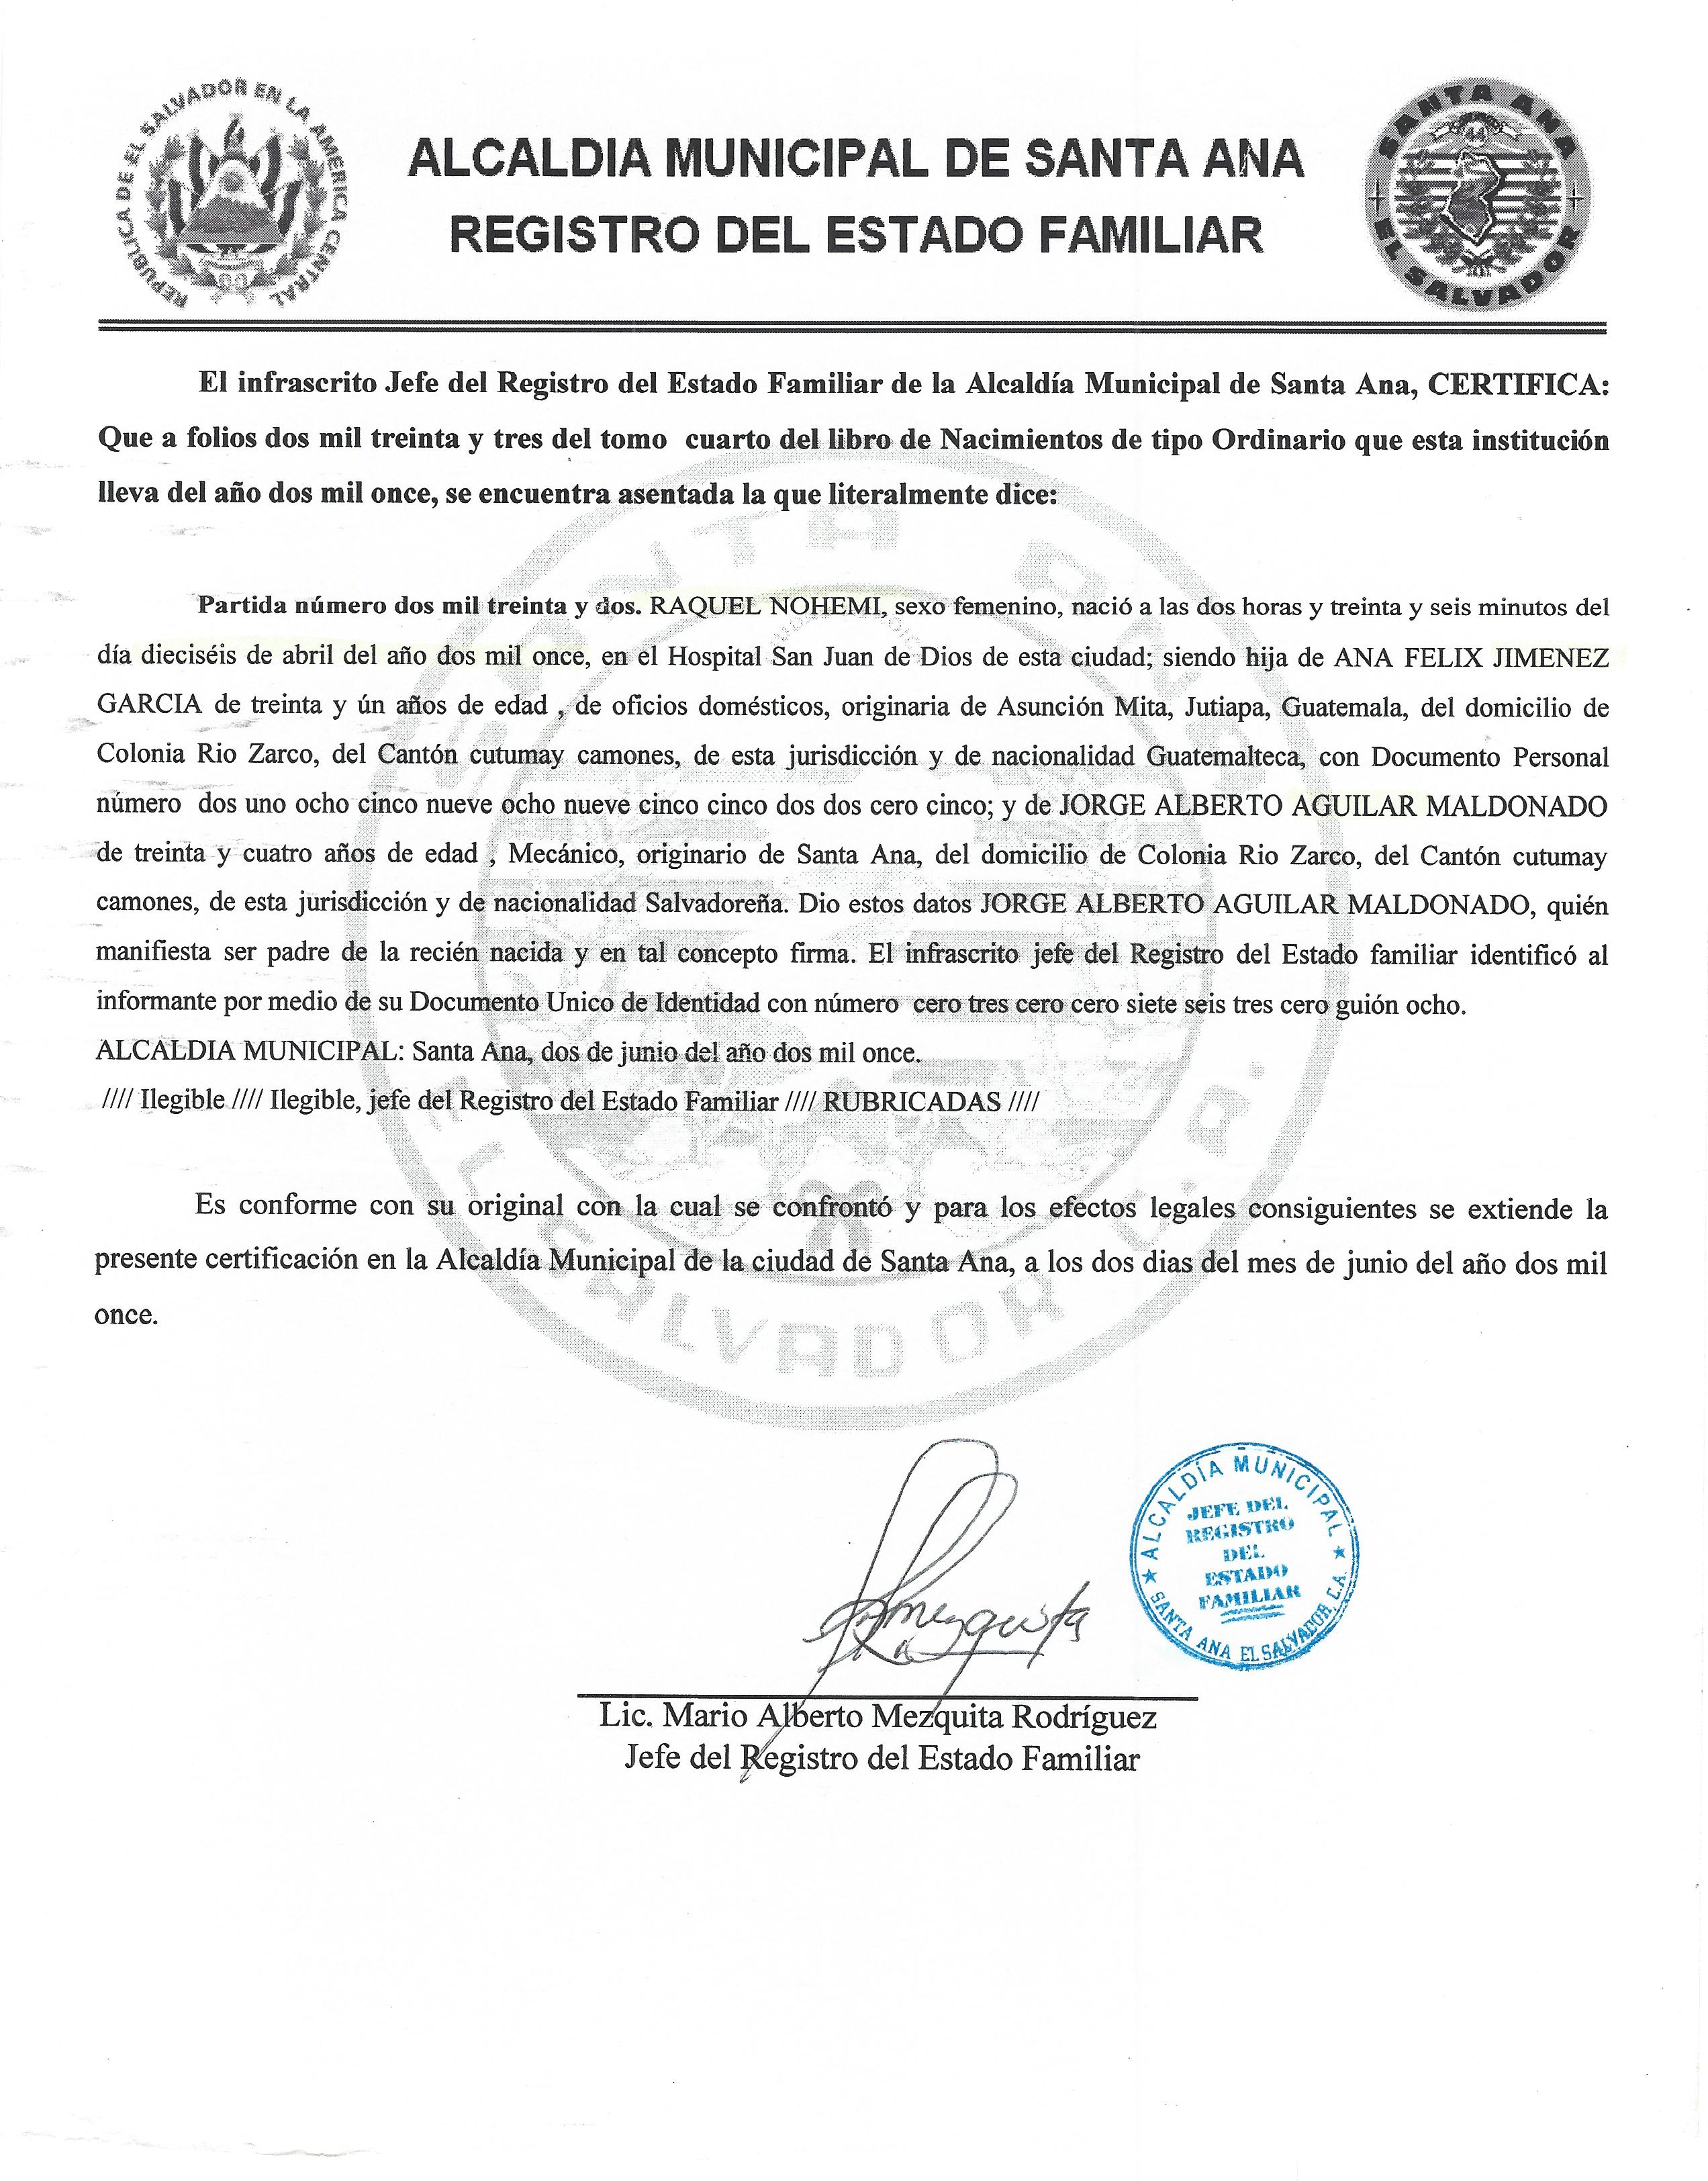 REPUBLICA DE EL SALVADOR EN LA AMERICA CENTRAL
ALCALDIA MUNICIPAL DE SANTA ANA
REGISTRO DEL ESTADO FAMILIAR
SANTA ANA
44
EL SALVADOR
El infrascrito Jefe del Registro del Estado Familiar de la Alcaldía Municipal de Santa Ana, CERTIFICA:
Que a folios dos mil treinta y tres del tomo cuarto del libro de Nacimientos de tipo Ordinario que esta institución
lleva del año dos mil once, se encuentra asentada la que literalmente dice:
Partida número dos mil treinta y dos. RAQUEL NOHEMI, sexo femenino, nació a las dos horas y treinta y seis minutos del
día dieciséis de abril del año dos mil once, en el Hospital San Juan de Dios de esta ciudad; siendo hija de ANA FELIX JIMENEZ
GARCIA de treinta y ún años de edad , de oficios domésticos, originaria de Asunción Mita, Jutiapa, Guatemala, del domicilio de
Colonia Rio Zarco, del Cantón cutumay camones, de esta jurisdicción y de nacionalidad Guatemalteca, con Documento Personal
número dos uno ocho cinco nueve ocho nueve cinco cinco dos dos cero cinco; y de JORGE ALBERTO AGUILAR MALDONADO
de treinta y cuatro años de edad , Mecánico, originario de Santa Ana, del domicilio de Colonia Rio Zarco, del Cantón cutumay
camones, de esta jurisdicción y de nacionalidad Salvadoreña. Dio estos datos JORGE ALBERTO AGUILAR MALDONADO, quién
manifiesta ser padre de la recién nacida y en tal concepto firma. El infrascrito jefe del Registro del Estado familiar identificó al
informante por medio de su Documento Unico de Identidad con número cero tres cero cero siete seis tres cero guión ocho.
ALCALDIA MUNICIPAL: Santa Ana, dos de junio del año dos mil once.
//// Ilegible //// Ilegible, jefe del Registro del Estado Familiar //// RUBRICADAS ////
Es conforme con su original con la cual se confrontó y para los efectos legales consiguientes se extiende la
presente certificación en la Alcaldía Municipal de la ciudad de Santa Ana, a los dos dias del mes de junio del año dos mil
once.
ALCALDÍA MUNICIPAL
JEFE DEL
REGISTRO
DEL
ESTADO
FAMILIAR
SANTA ANA EL SALVADOR, C.A.
Lic. Mario Alberto Mezquita Rodríguez
Jefe del Registro del Estado Familiar